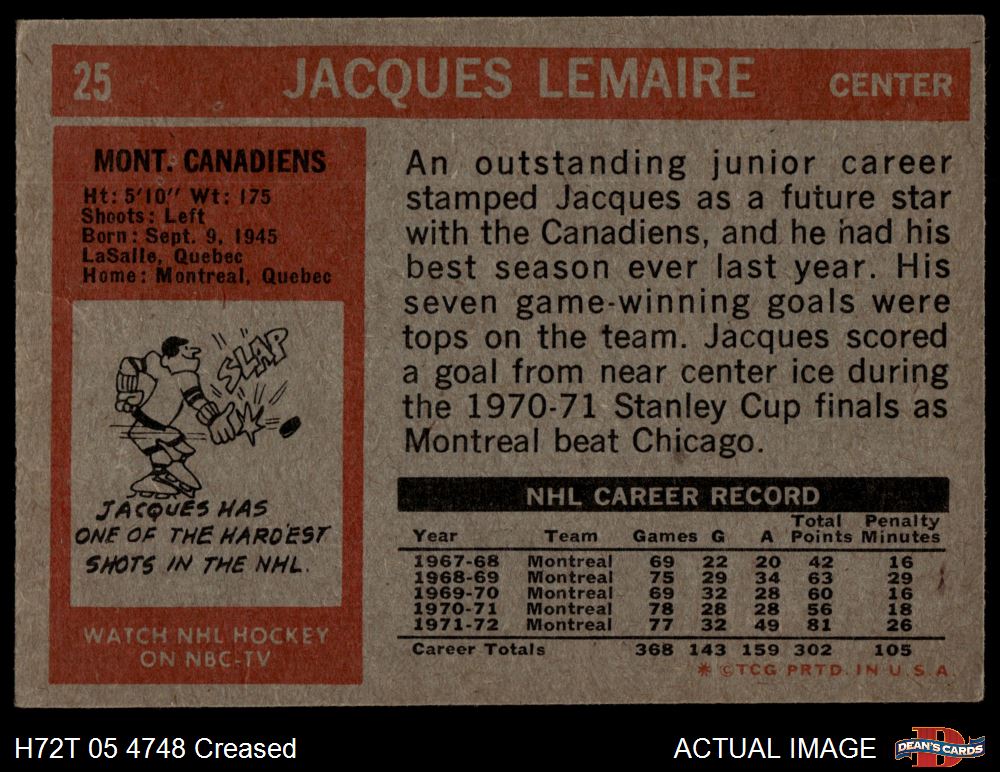 25 JACQUES LEMAIRE CENTER
MONT. CANADIENS
Ht: 5'10" Wt: 175
Shoots: Left
Born: Sept. 9, 1945
LaSalle, Quebec
Home: Montreal, Quebec
SLAP
JACQUES HAS
ONE OF THE HARDEST
SHOTS IN THE NHL.
WATCH NHL HOCKEY
ON NBC-TV
An outstanding junior career
stamped Jacques as a future star
with the Canadiens, and he had his
best season ever last year. His
seven game-winning goals were
tops on the team. Jacques scored
a goal from near center ice during
the 1970-71 Stanley Cup finals as
Montreal beat Chicago.
NHL CAREER RECORD
Year Team Games G A Total Points Penalty Minutes
1967-68 Montreal 69 22 20 42 16
1968-69 Montreal 75 29 34 63 29
1969-70 Montreal 69 32 28 60 16
1970-71 Montreal 78 28 28 56 18
1971-72 Montreal 77 32 49 81 26
Career Totals 368 143 159 302 105
* ©TCG PRTD. IN U.S.A.
H72T 05 4748 Creased
ACTUAL IMAGE
DEAN'S CARDS